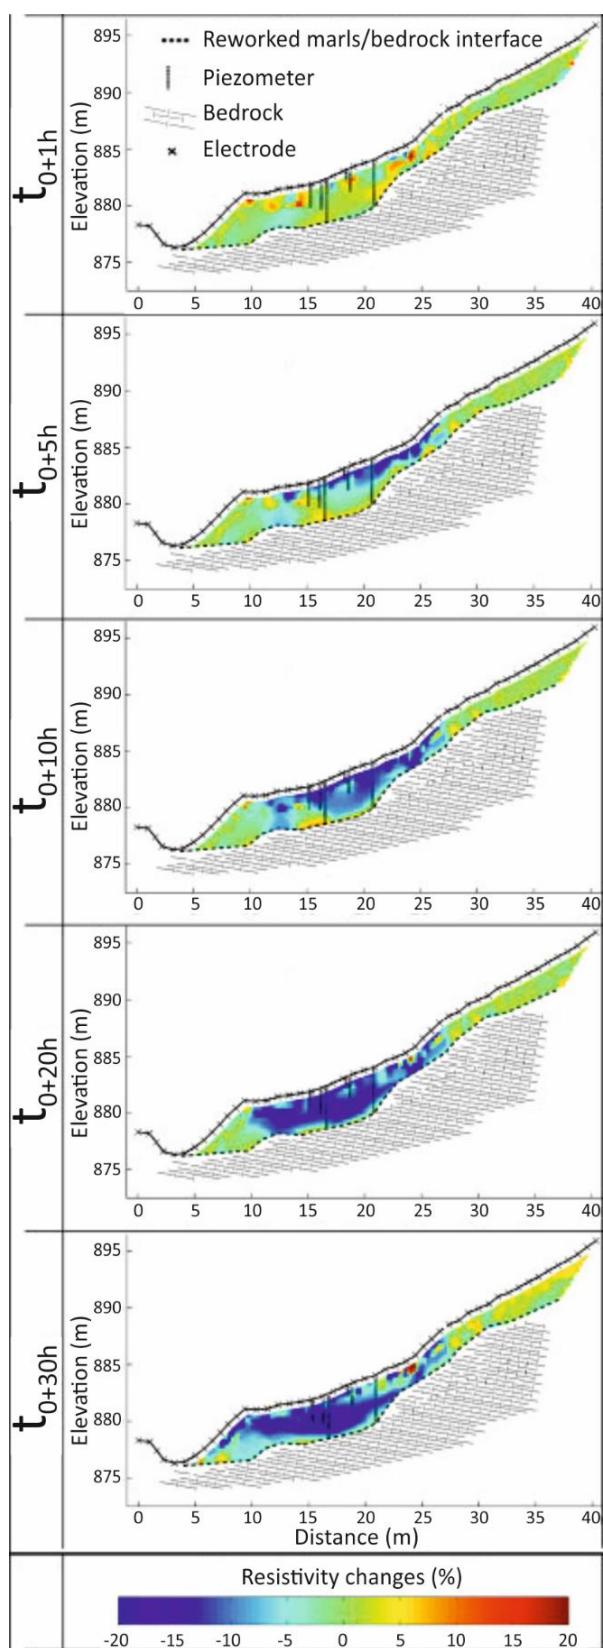 t0+1h
Elevation (m)
895
890
885
880
875
Reworked marls/bedrock interface
Piezometer
Bedrock
Electrode
0 5 10 15 20 25 30 35 40
t0+5h
Elevation (m)
895
890
885
880
875
0 5 10 15 20 25 30 35 40
t0+10h
Elevation (m)
895
890
885
880
875
0 5 10 15 20 25 30 35 40
t0+20h
Elevation (m)
895
890
885
880
875
0 5 10 15 20 25 30 35 40
t0+30h
Elevation (m)
895
890
885
880
875
0 5 10 15 20 25 30 35 40
Distance (m)
Resistivity changes (%)
-20 -15 -10 -5 0 5 10 15 20